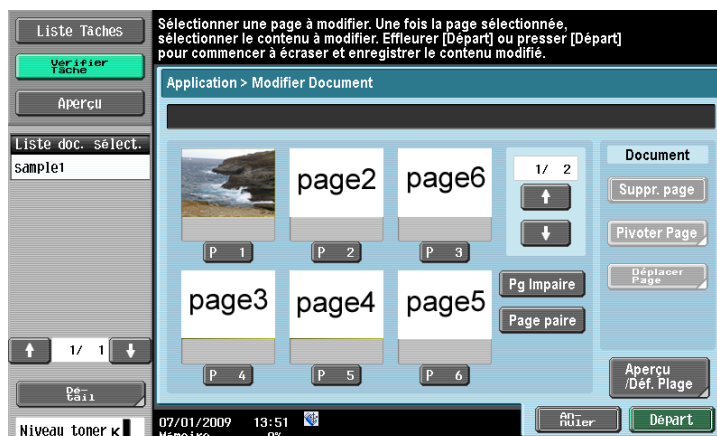 Liste Tâches
Vérifier
Tâche
Aperçu
Liste doc. sélect.
sample1
1/ 1
Dé-
tail
Niveau toner K
Sélectionner une page à modifier. Une fois la page sélectionnée,
sélectionner le contenu à modifier. Effleurer [Départ] ou presser [Départ]
pour commencer à écraser et enregistrer le contenu modifié.
Application > Modifier Document
page2
page6
P 1
P 2
P 3
page3
page4
page5
P 4
P 5
P 6
1/ 2
Pg Impaire
Page paire
Document
Suppr. page
Pivoter Page
Déplacer
Page
Aperçu
/Déf. Plage
07/01/2009 13:51
Mémoire 0%
An-
nuler
Départ